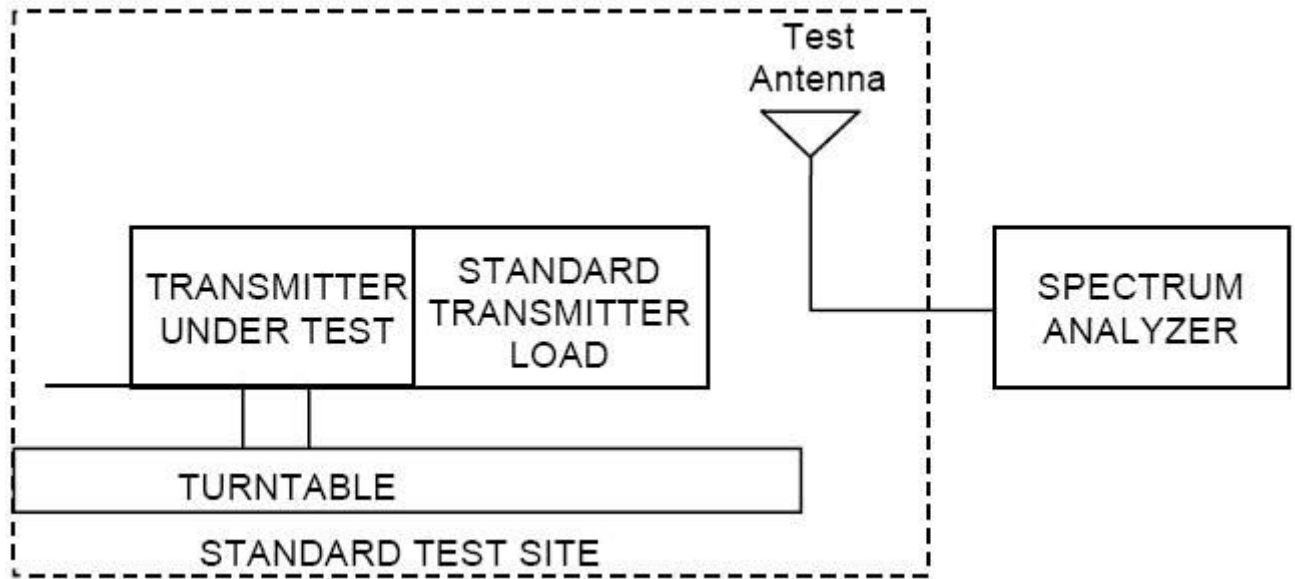 Test
Antenna
TRANSMITTER
UNDER TEST
STANDARD
TRANSMITTER
LOAD
SPECTRUM
ANALYZER
TURNTABLE
STANDARD TEST SITE